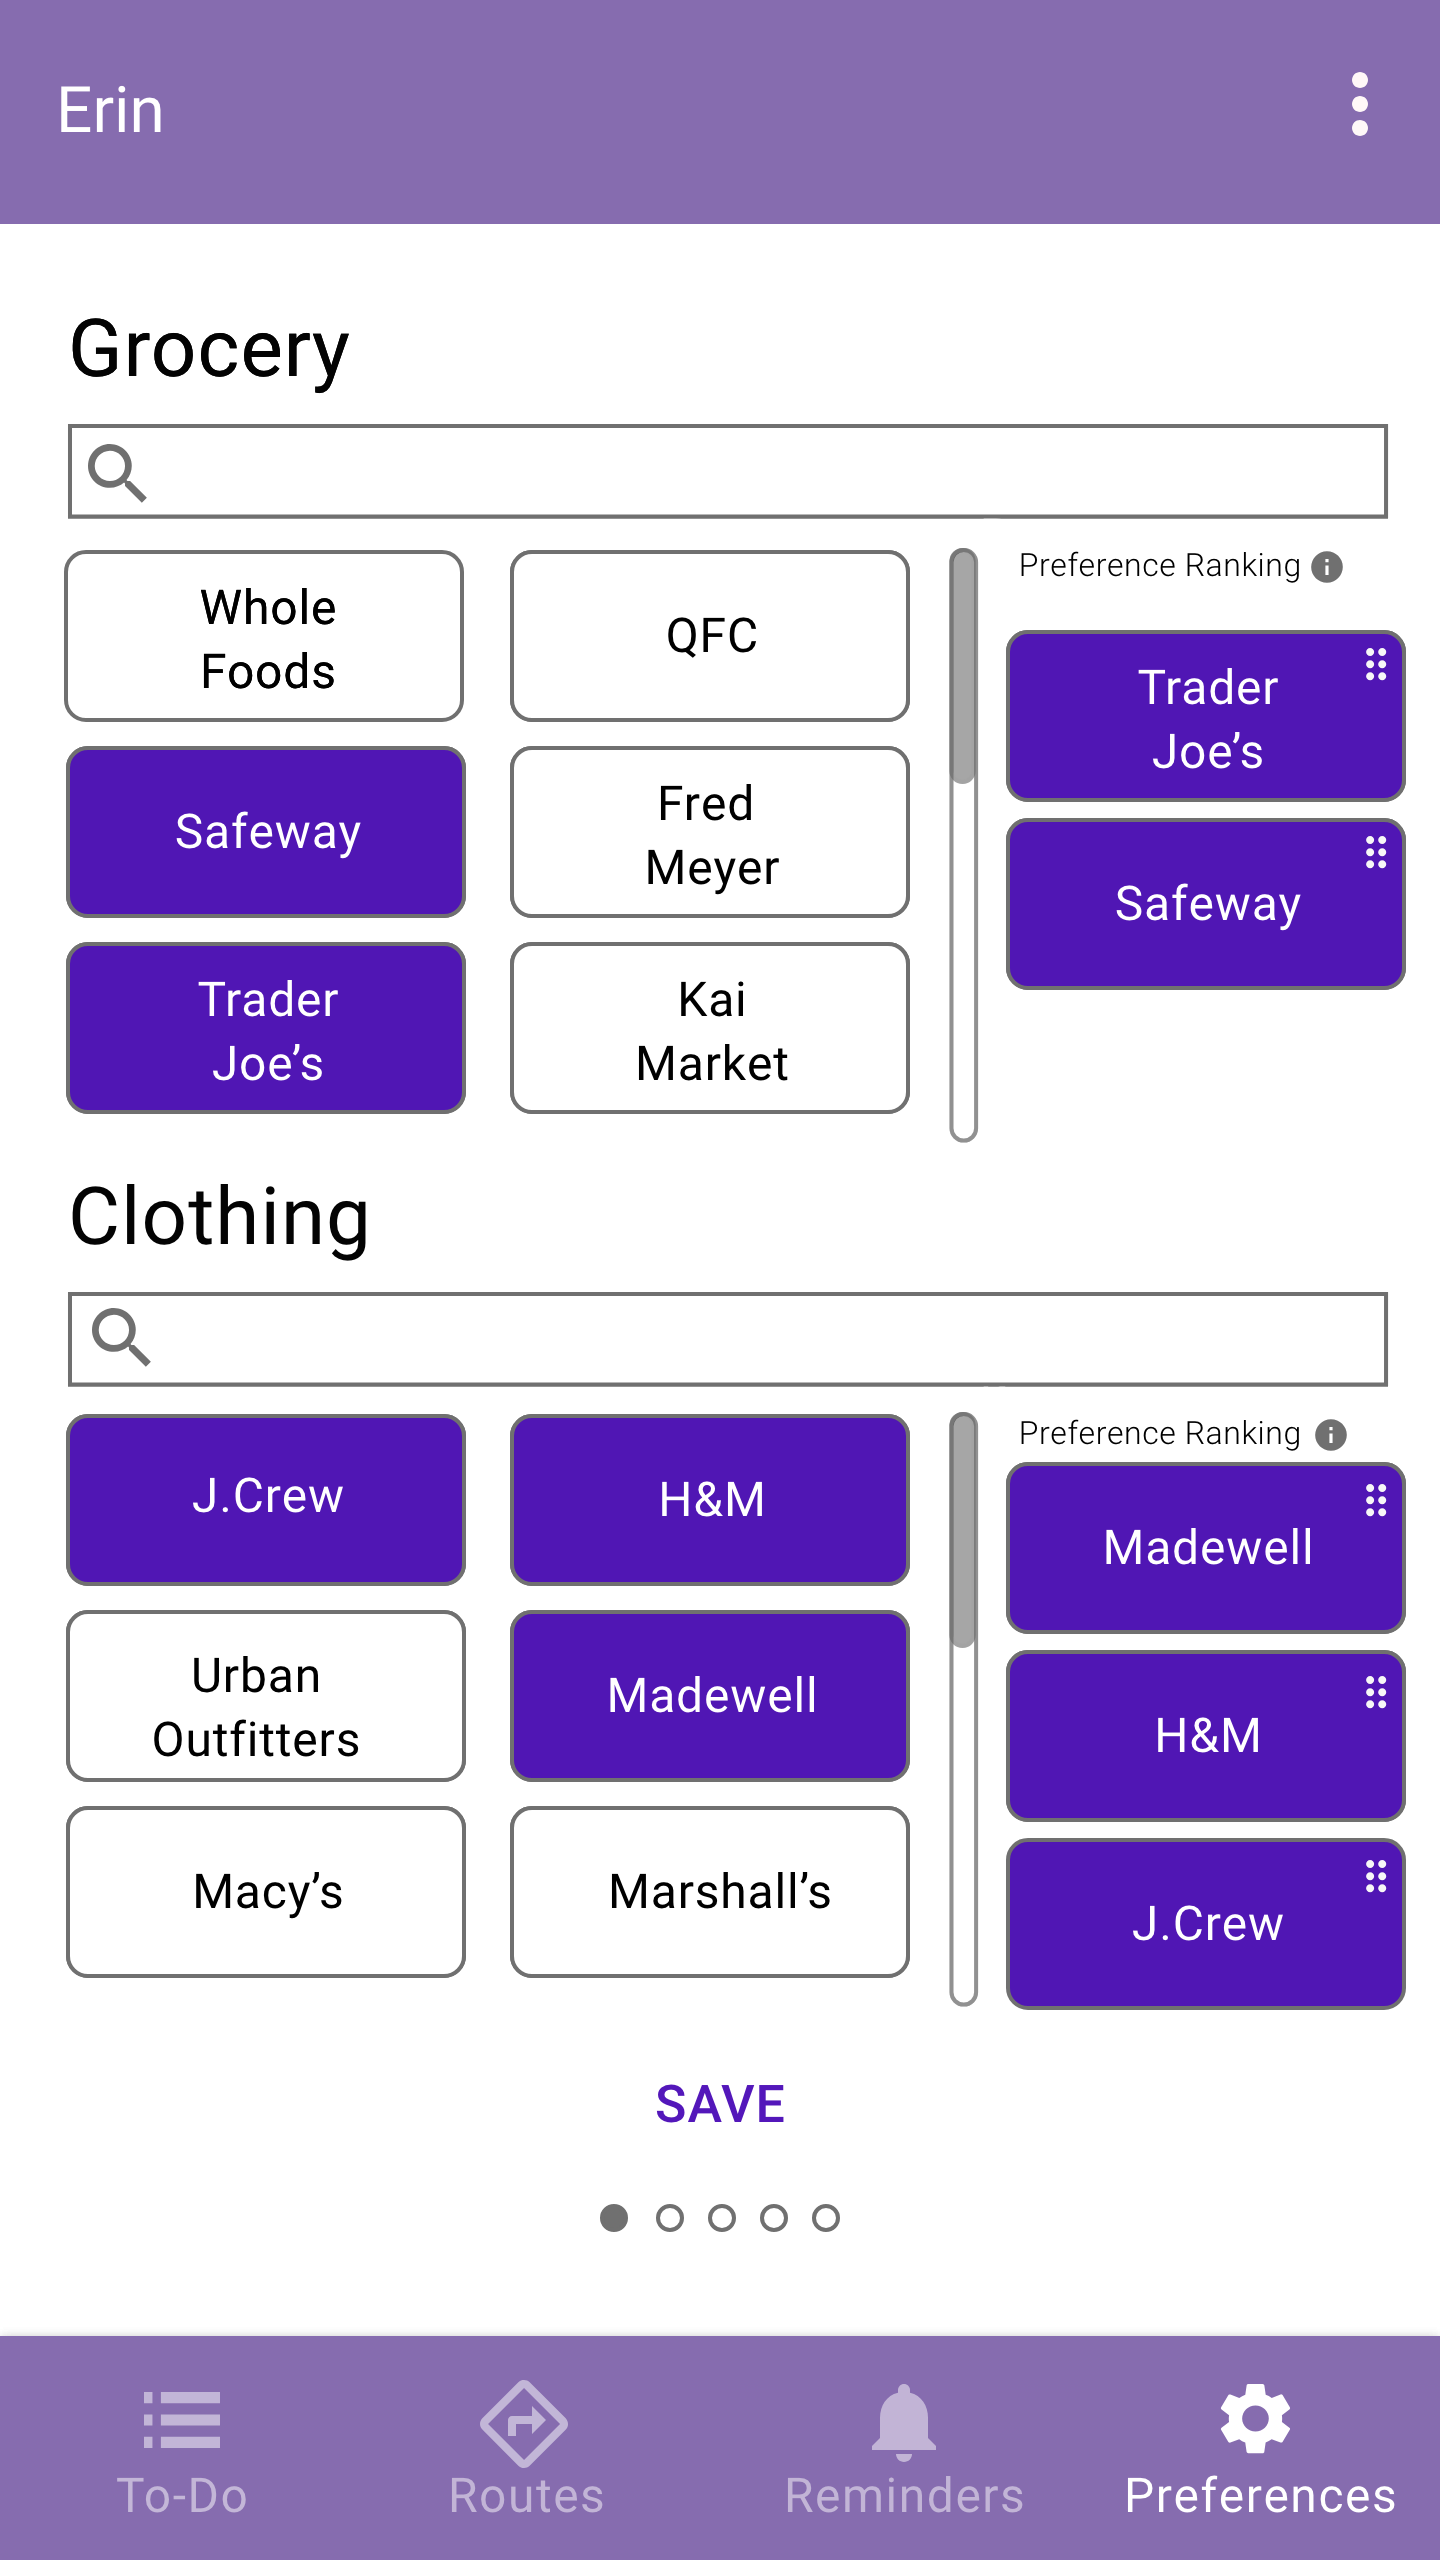 Erin
Grocery
Preference Ranking
Whole
Foods
QFC
Trader
Joe’s
Safeway
Fred
Meyer
Safeway
Trader
Joe’s
Kai
Market
Clothing
Preference Ranking
J.Crew
H&M
Madewell
Urban
Outfitters
Madewell
H&M
Macy’s
Marshall’s
J.Crew
SAVE
To-Do
Routes
Reminders
Preferences